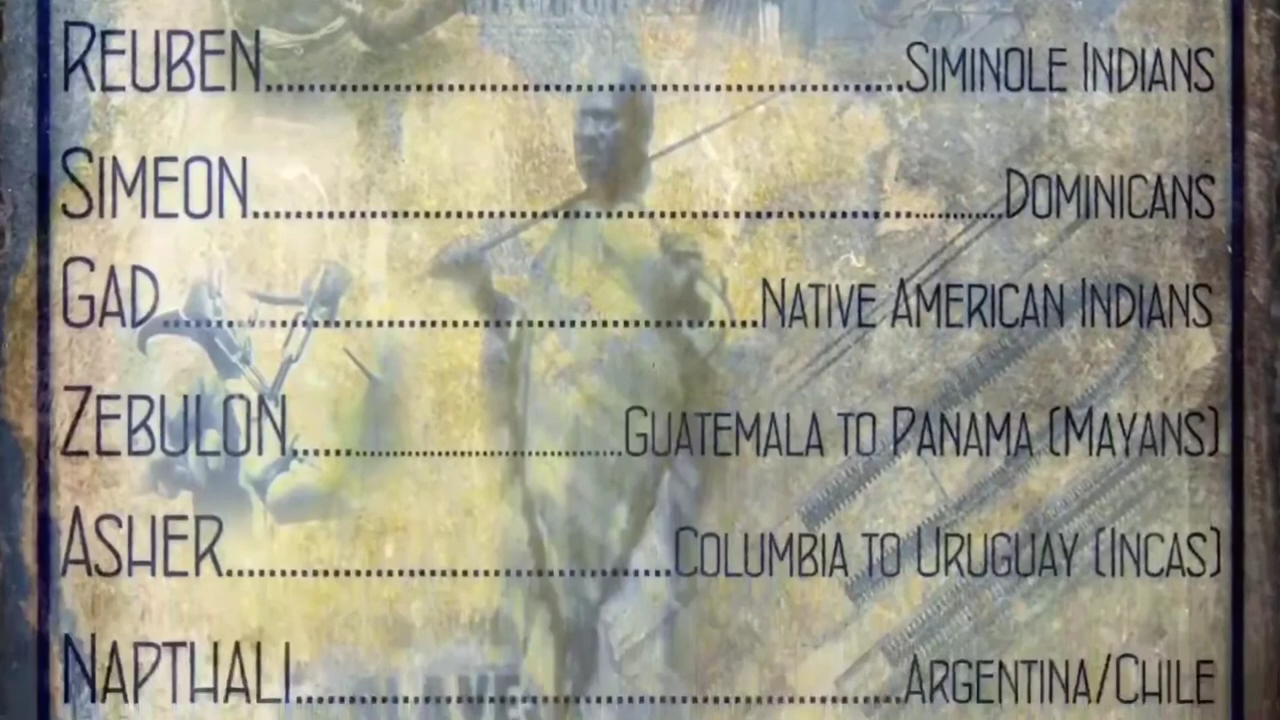 REUBEN..........SIMINOLE INDIANS
SIMEON..........DOMINICANS
GAD..........NATIVE AMERICAN INDIANS
ZEBULON..........GUATEMALA TO PANAMA (MAYANS)
ASHER..........COLUMBIA TO URUGUAY (INCAS)
NAPTHALI..........ARGENTINA/CHILE